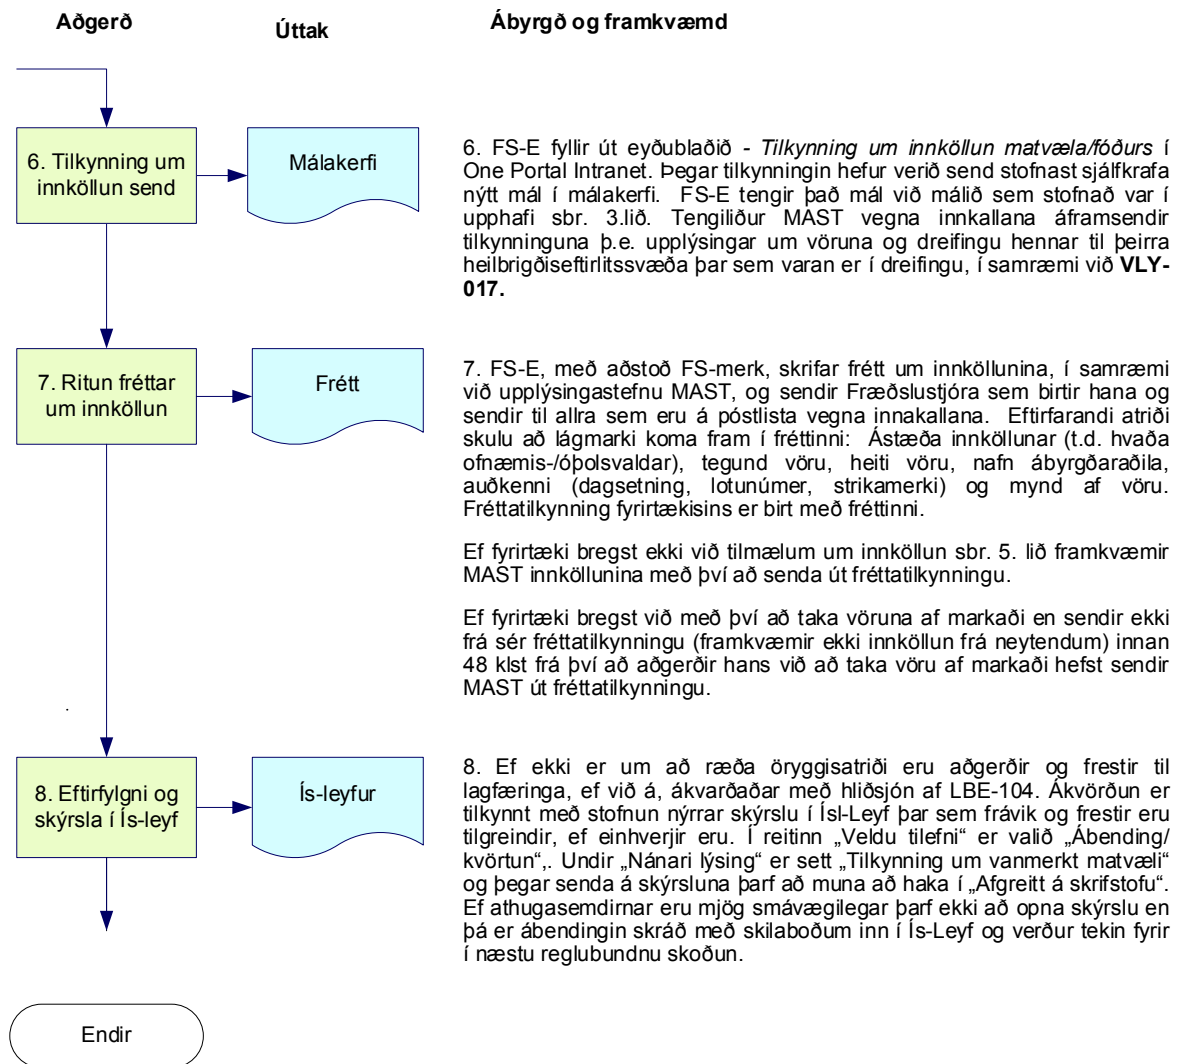 Aðgerð
Úttak
Ábyrgð og framkvæmd
6. Tilkynning um
innköllun send
Málakerfi
6. FS-E fyllir út eyðublaðið - Tilkynning um innköllun matvæla/fóðurs í
One Portal Intranet. Þegar tilkynningin hefur verið send stofnast sjálfkrafa
nýtt mál í málakerfi. FS-E tengir það mál við málið sem stofnað var í
upphafi sbr. 3.lið. Tengiliður MAST vegna innkallana áframsendir
tilkynninguna þ.e. upplýsingar um vöruna og dreifingu hennar til þeirra
heilbrigðiseftirlitssvæða þar sem varan er í dreifingu, í samræmi við VLY-
017.
7. Ritun fréttar
um innköllun
Frétt
7. FS-E, með aðstoð FS-merk, skrifar frétt um innköllunina, í samræmi
við upplýsingastefnu MAST, og sendir Fræðslustjóra sem birtir hana og
sendir til allra sem eru á póstlista vegna innakallana. Eftirfarandi atriði
skulu að lágmarki koma fram í fréttinni: Ástæða innköllunar (t.d. hvaða
ofnæmis-/óþolsvaldar), tegund vöru, heiti vöru, nafn ábyrgðaraðila,
auðkenni (dagsetning, lotunúmer, strikamerki) og mynd af vöru.
Fréttatilkynning fyrirtækisins er birt með fréttinni.
Ef fyrirtæki bregst ekki við tilmælum um innköllun sbr. 5. lið framkvæmir
MAST innköllunina með því að senda út fréttatilkynningu.
Ef fyrirtæki bregst við með því að taka vöruna af markaði en sendir ekki
frá sér fréttatilkynningu (framkvæmir ekki innköllun frá neytendum) innan
48 klst frá því að aðgerðir hans við að taka vöru af markaði hefst sendir
MAST út fréttatilkynningu.
.
8. Eftirfylgni og
skýrsla í Ís-leyf
Ís-leyfur
8. Ef ekki er um að ræða öryggisatriði eru aðgerðir og frestir til
lagfæringa, ef við á, ákvarðaðar með hliðsjón af LBE-104. Ákvörðun er
tilkynnt með stofnun nýrrar skýrslu í Ísl-Leyf þar sem frávik og frestir eru
tilgreindir, ef einhverjir eru. Í reitinn „Veldu tilefni“ er valið „Ábending/
kvörtun“,. Undir „Nánari lýsing“ er sett „Tilkynning um vanmerkt matvæli“
og þegar senda á skýrsluna þarf að muna að haka í „Afgreitt á skrifstofu“.
Ef athugasemdirnar eru mjög smávægilegar þarf ekki að opna skýrslu en
þá er ábendingin skráð með skilaboðum inn í Ís-Leyf og verður tekin fyrir
í næstu reglubundnu skoðun.
Endir